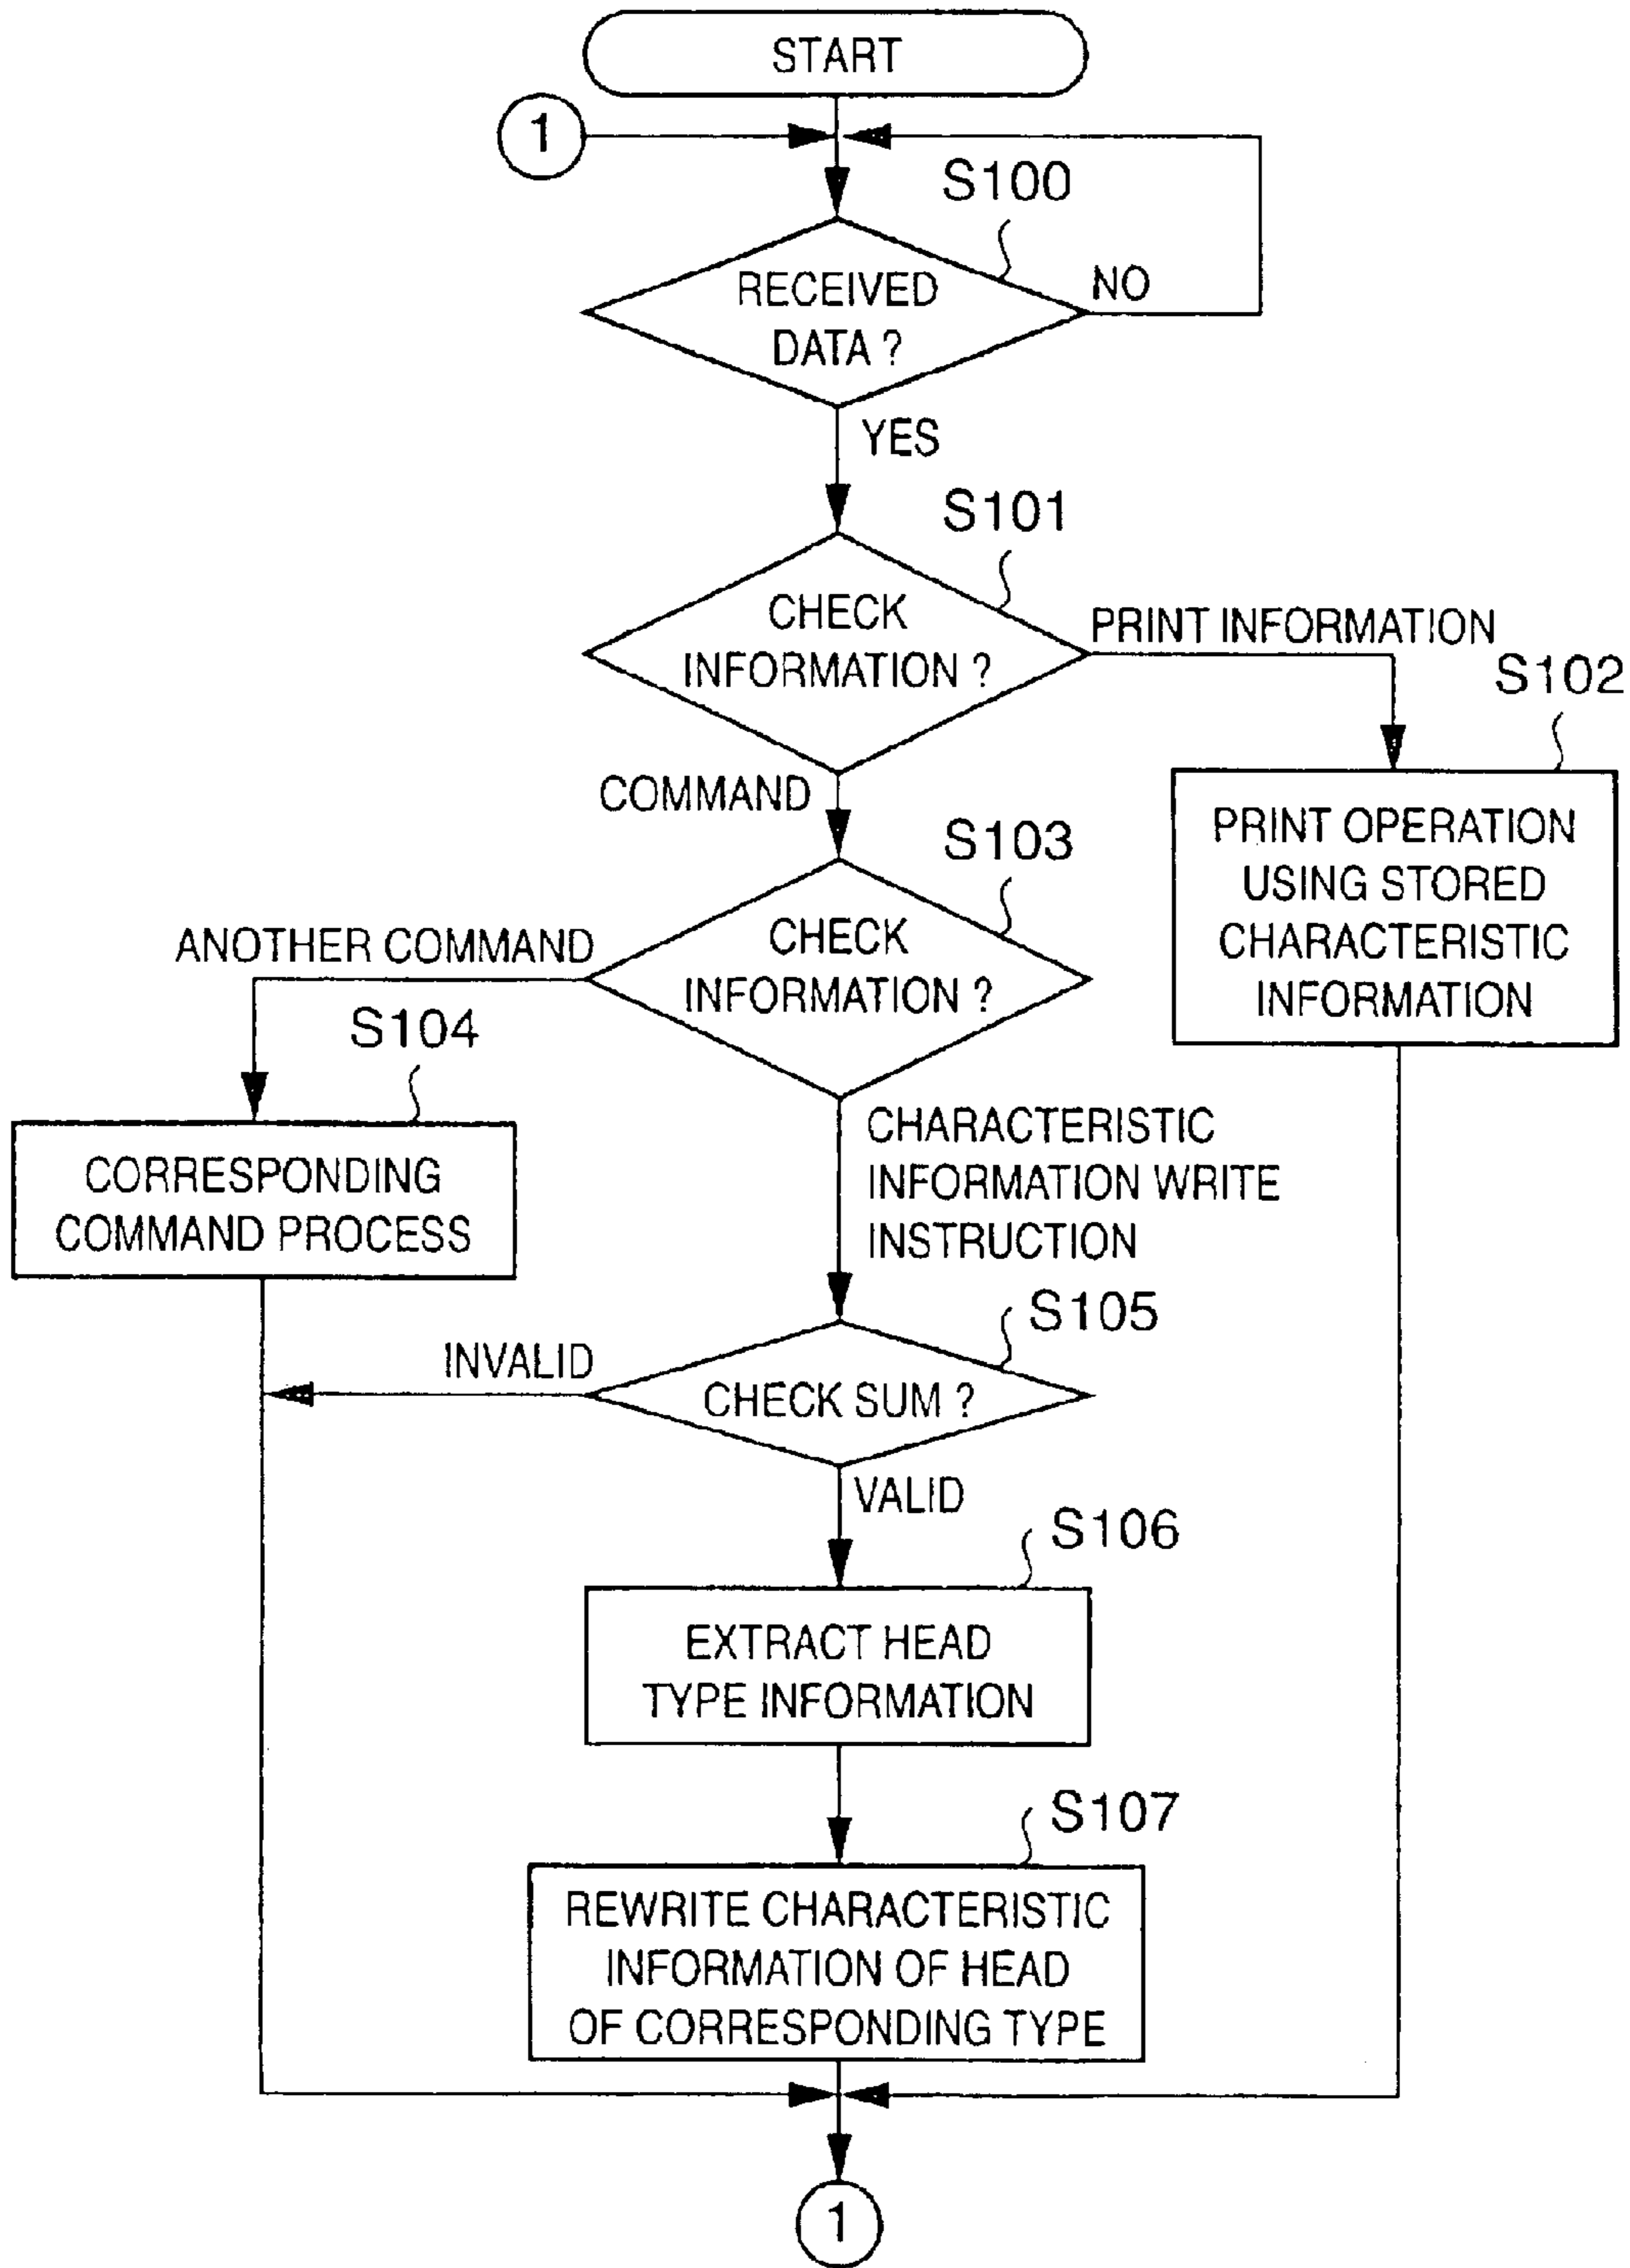 START
1
S100
RECEIVED
DATA ?
NO
YES
S101
CHECK
INFORMATION ?
PRINT INFORMATION
S102
COMMAND
PRINT OPERATION
USING STORED
CHARACTERISTIC
INFORMATION
S103
CHECK
INFORMATION ?
ANOTHER COMMAND
S104
CORRESPONDING
COMMAND PROCESS
CHARACTERISTIC
INFORMATION WRITE
INSTRUCTION
S105
INVALID
CHECK SUM ?
VALID
S106
EXTRACT HEAD
TYPE INFORMATION
S107
REWRITE CHARACTERISTIC
INFORMATION OF HEAD
OF CORRESPONDING TYPE
1